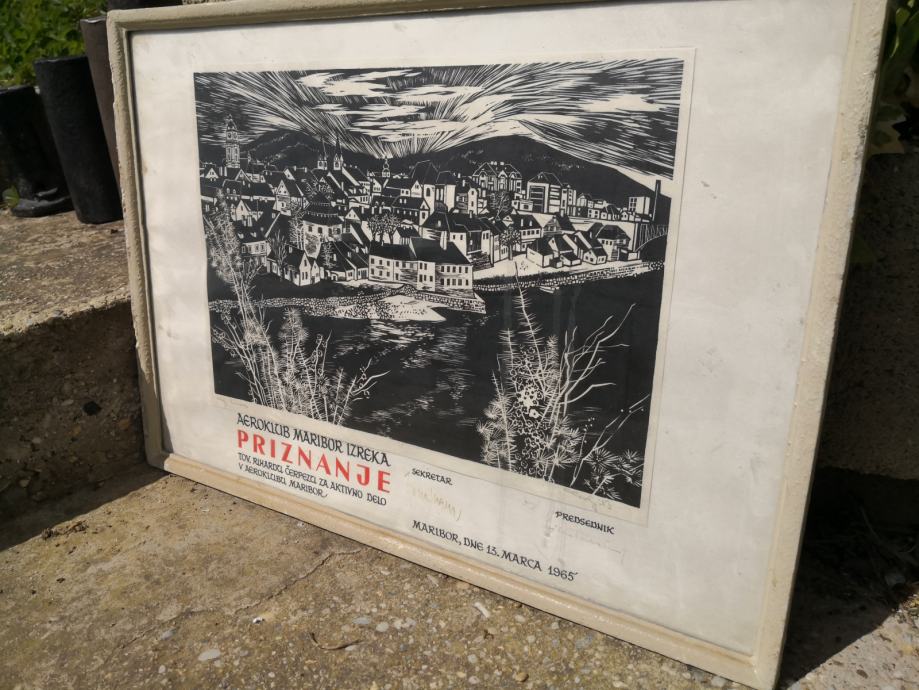 AEROKLUB MARIBOR IZREKA
PRIZNANJE
TOV. RIHARDU ČERPEZU ZA AKTIVNO DELO
V AEROKLUBU MARIBOR
SEKRETAR
PREDSEDNIK
MARIBOR, DNE 13. MARCA 1965